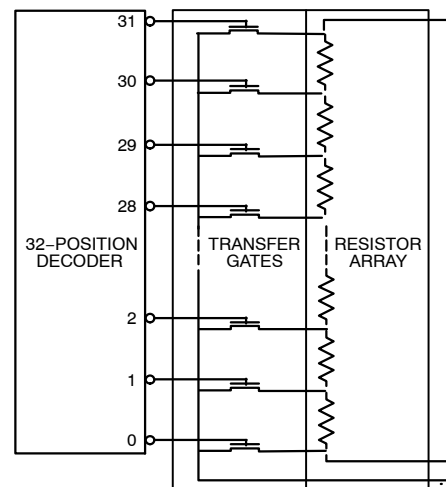 31
30
29
28
32–POSITION
DECODER
TRANSFER
GATES
RESISTOR
ARRAY
2
1
0